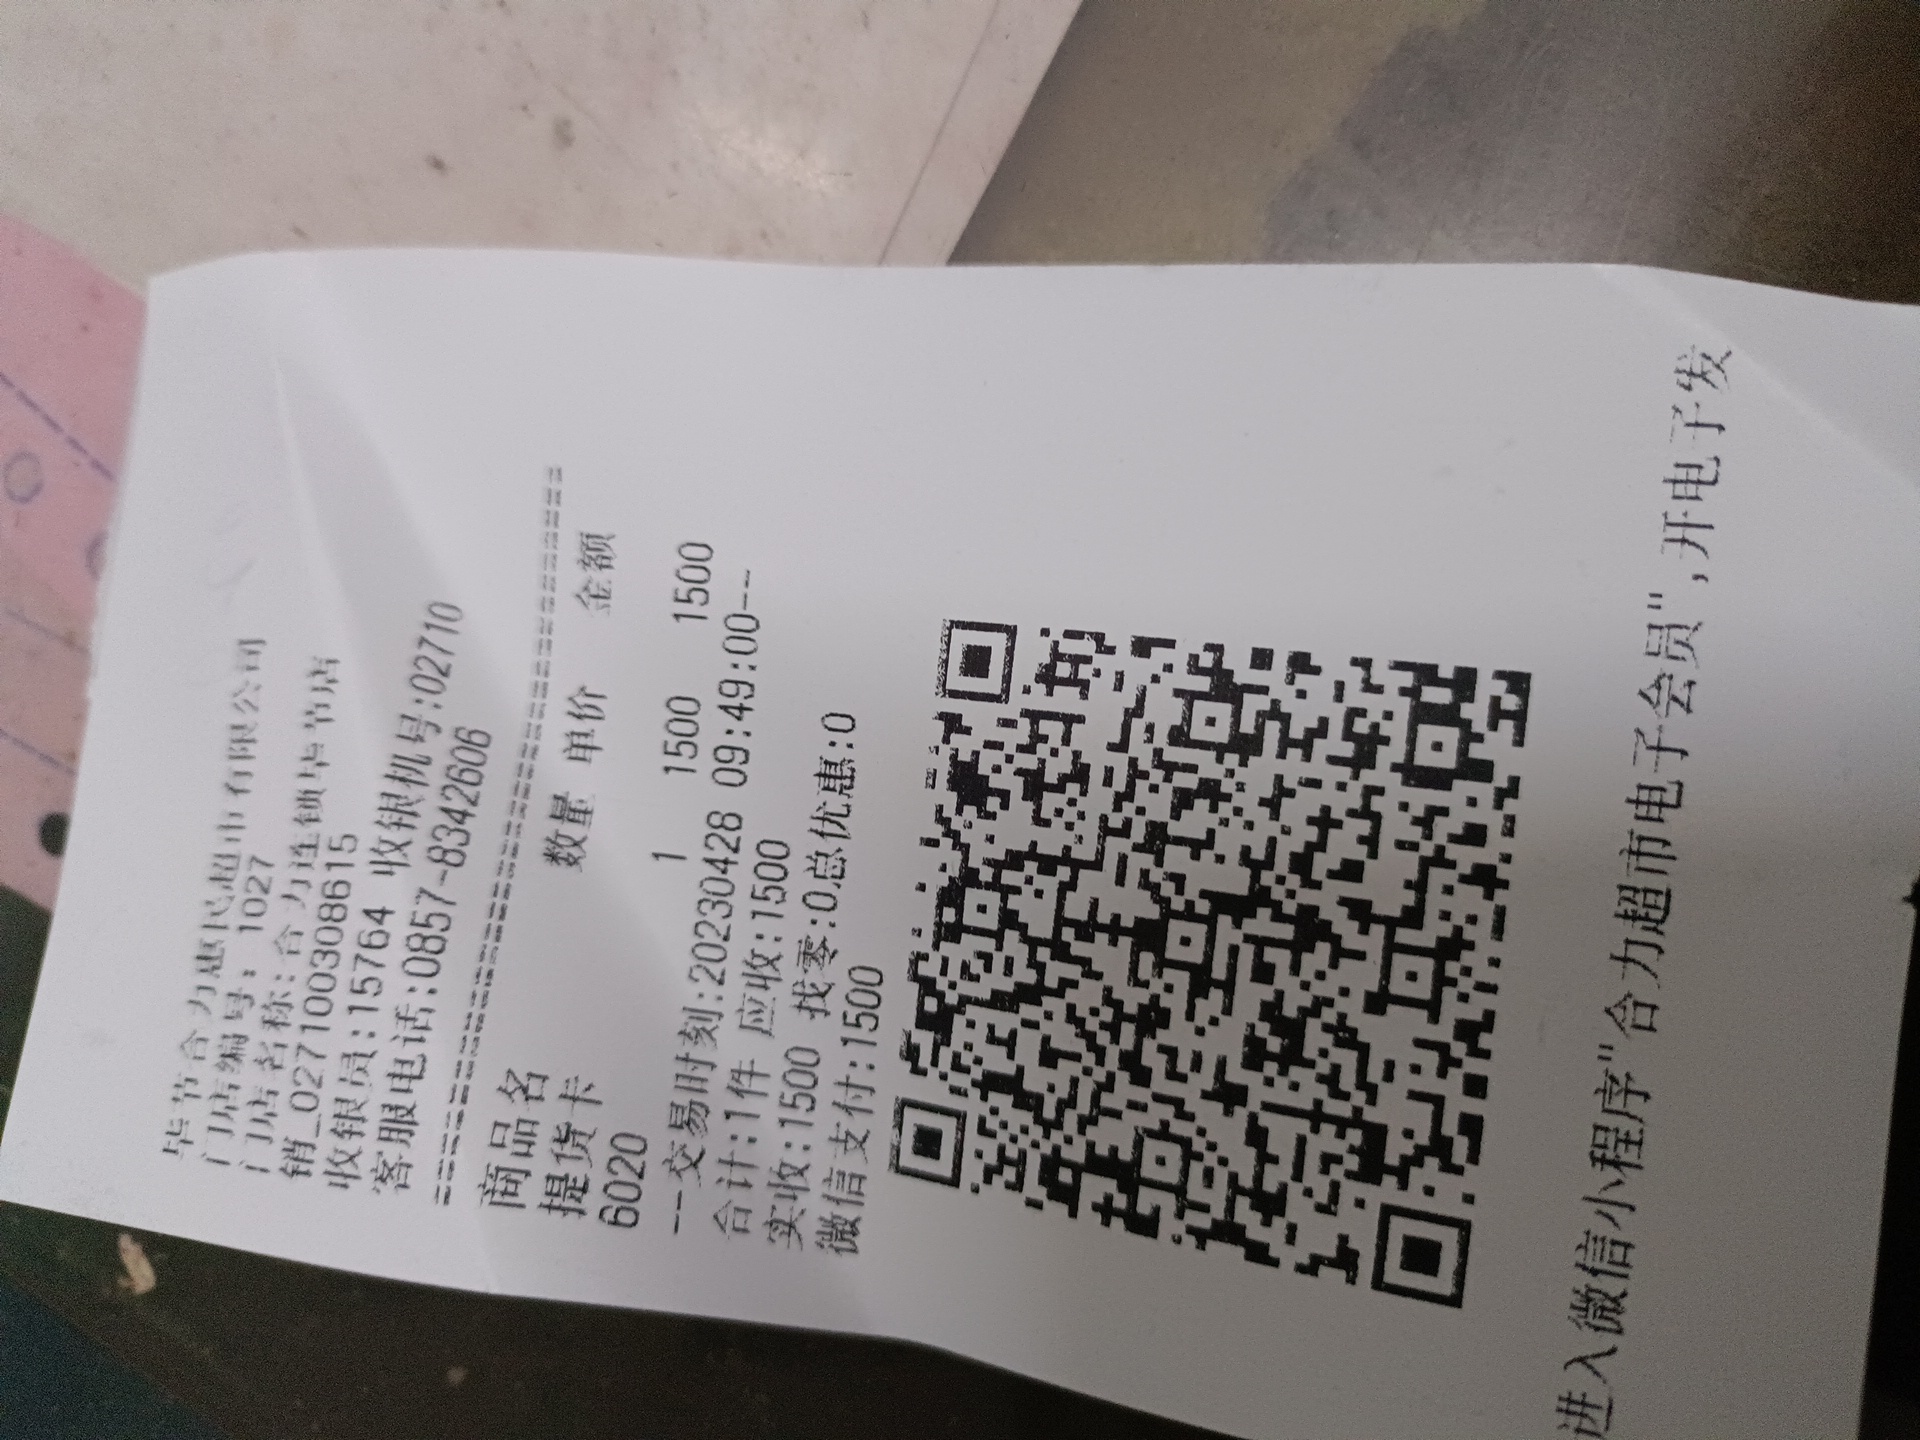 毕节合力惠民超市有限公司
门店编号: 1027
门店名称:合力连锁毕节店
销_02710030８615
收银员:15764 收银机号:02710
客服电话:0857-8342606
商品名 数量 单价 金额
提货卡
6020 1 1500 1500
--交易时刻:20230428 09:49:00--
合计:1件 应收:1500
实收:1500 找零:0总优惠:0
微信支付:1500
进入微信小程序"合力超市电子会员",开电子发